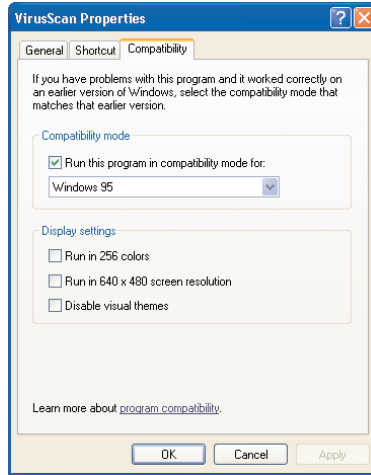 VirusScan Properties
General Shortcut Compatibility
If you have problems with this program and it worked correctly on
an earlier version of Windows, select the compatibility mode that
matches that earlier version.
Compatibility mode
Run this program in compatibility mode for:
Windows 95
Display settings
Run in 256 colors
Run in 640 x 480 screen resolution
Disable visual themes
Learn more about program compatibility.
OK Cancel Apply